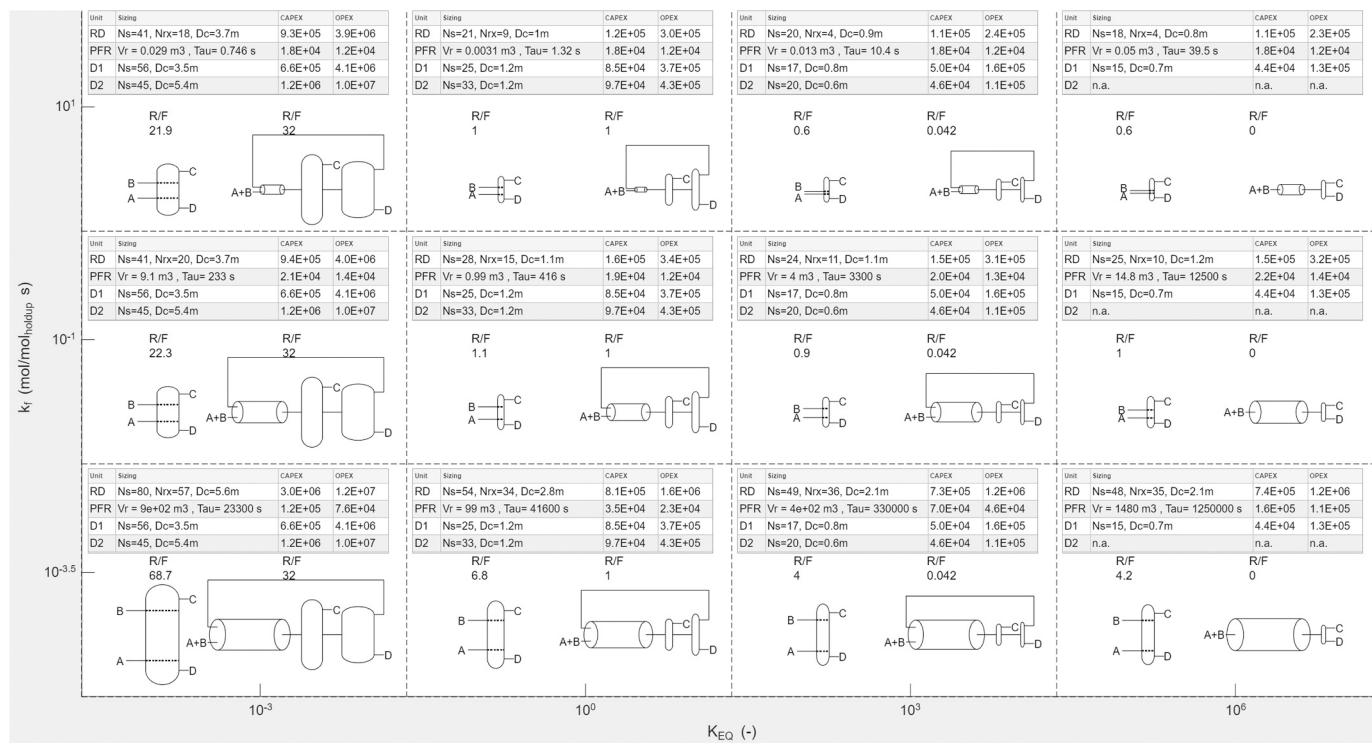 Unit Sizing CAPEX OPEX
RD Ns=41, Nrx=18, Dc=3.7m 9.3E+05 3.9E+06
PFR Vr = 0.029 m3 , Tau= 0.746 s 1.8E+04 1.2E+04
D1 Ns=56, Dc=3.5m 6.6E+05 4.1E+06
D2 Ns=45, Dc=5.4m 1.2E+06 1.0E+07
R/F R/F
21.9 32
B A C D A+B C D
Unit Sizing CAPEX OPEX
RD Ns=21, Nrx=9, Dc=1m 1.2E+05 3.0E+05
PFR Vr = 0.0031 m3 , Tau= 1.32 s 1.8E+04 1.2E+04
D1 Ns=25, Dc=1.2m 8.5E+04 3.7E+05
D2 Ns=33, Dc=1.2m 9.7E+04 4.3E+05
R/F R/F
1 1
B A C D A+B C D
Unit Sizing CAPEX OPEX
RD Ns=20, Nrx=4, Dc=0.9m 1.1E+05 2.4E+05
PFR Vr = 0.013 m3 , Tau= 10.4 s 1.8E+04 1.2E+04
D1 Ns=17, Dc=0.8m 5.0E+04 1.6E+05
D2 Ns=20, Dc=0.6m 4.6E+04 1.1E+05
R/F R/F
0.6 0.042
B A C D A+B C D
Unit Sizing CAPEX OPEX
RD Ns=18, Nrx=4, Dc=0.8m 1.1E+05 2.3E+05
PFR Vr = 0.05 m3 , Tau= 39.5 s 1.8E+04 1.2E+04
D1 Ns=15, Dc=0.7m 4.4E+04 1.3E+05
D2 n.a. n.a. n.a.
R/F R/F
0.6 0
B A C D A+B C D
10^1
Unit Sizing CAPEX OPEX
RD Ns=41, Nrx=20, Dc=3.7m 9.4E+05 4.0E+06
PFR Vr = 9.1 m3 , Tau= 233 s 2.1E+04 1.4E+04
D1 Ns=56, Dc=3.5m 6.6E+05 4.1E+06
D2 Ns=45, Dc=5.4m 1.2E+06 1.0E+07
R/F R/F
22.3 32
B A C D A+B C D
Unit Sizing CAPEX OPEX
RD Ns=28, Nrx=15, Dc=1.1m 1.6E+05 3.4E+05
PFR Vr = 0.99 m3 , Tau= 416 s 1.9E+04 1.2E+04
D1 Ns=25, Dc=1.2m 8.5E+04 3.7E+05
D2 Ns=33, Dc=1.2m 9.7E+04 4.3E+05
R/F R/F
1.1 1
B A C D A+B C D
Unit Sizing CAPEX OPEX
RD Ns=24, Nrx=11, Dc=1.1m 1.5E+05 3.1E+05
PFR Vr = 4 m3 , Tau= 3300 s 2.0E+04 1.3E+04
D1 Ns=17, Dc=0.8m 5.0E+04 1.6E+05
D2 Ns=20, Dc=0.6m 4.6E+04 1.1E+05
R/F R/F
0.9 0.042
B A C D A+B C D
Unit Sizing CAPEX OPEX
RD Ns=25, Nrx=10, Dc=1.2m 1.5E+05 3.2E+05
PFR Vr = 14.8 m3 , Tau= 12500 s 2.2E+04 1.4E+04
D1 Ns=15, Dc=0.7m 4.4E+04 1.3E+05
D2 n.a. n.a. n.a.
R/F R/F
1 0
B A C D A+B C D
10^-1
k_f (mol/mol_holdup s)
Unit Sizing CAPEX OPEX
RD Ns=80, Nrx=57, Dc=5.6m 3.0E+06 1.2E+07
PFR Vr = 9e+02 m3 , Tau= 23300 s 1.2E+05 7.6E+04
D1 Ns=56, Dc=3.5m 6.6E+05 4.1E+06
D2 Ns=45, Dc=5.4m 1.2E+06 1.0E+07
R/F R/F
68.7 32
B A C D A+B C D
Unit Sizing CAPEX OPEX
RD Ns=54, Nrx=34, Dc=2.8m 8.1E+05 1.6E+06
PFR Vr = 99 m3 , Tau= 41600 s 3.5E+04 2.3E+04
D1 Ns=25, Dc=1.2m 8.5E+04 3.7E+05
D2 Ns=33, Dc=1.2m 9.7E+04 4.3E+05
R/F R/F
6.8 1
B A C D A+B C D
Unit Sizing CAPEX OPEX
RD Ns=49, Nrx=36, Dc=2.1m 7.3E+05 1.2E+06
PFR Vr = 4e+02 m3 , Tau= 330000 s 7.0E+04 4.6E+04
D1 Ns=17, Dc=0.8m 5.0E+04 1.6E+05
D2 Ns=20, Dc=0.6m 4.6E+04 1.1E+05
R/F R/F
4 0.042
B A C D A+B C D
Unit Sizing CAPEX OPEX
RD Ns=48, Nrx=35, Dc=2.1m 7.4E+05 1.2E+06
PFR Vr = 1480 m3 , Tau= 1250000 s 1.6E+05 1.1E+05
D1 Ns=15, Dc=0.7m 4.4E+04 1.3E+05
D2 n.a. n.a. n.a.
R/F R/F
4.2 0
B A C D A+B C D
10^-3.5
10^-3 10^0 10^3 10^6
K_EQ (-)